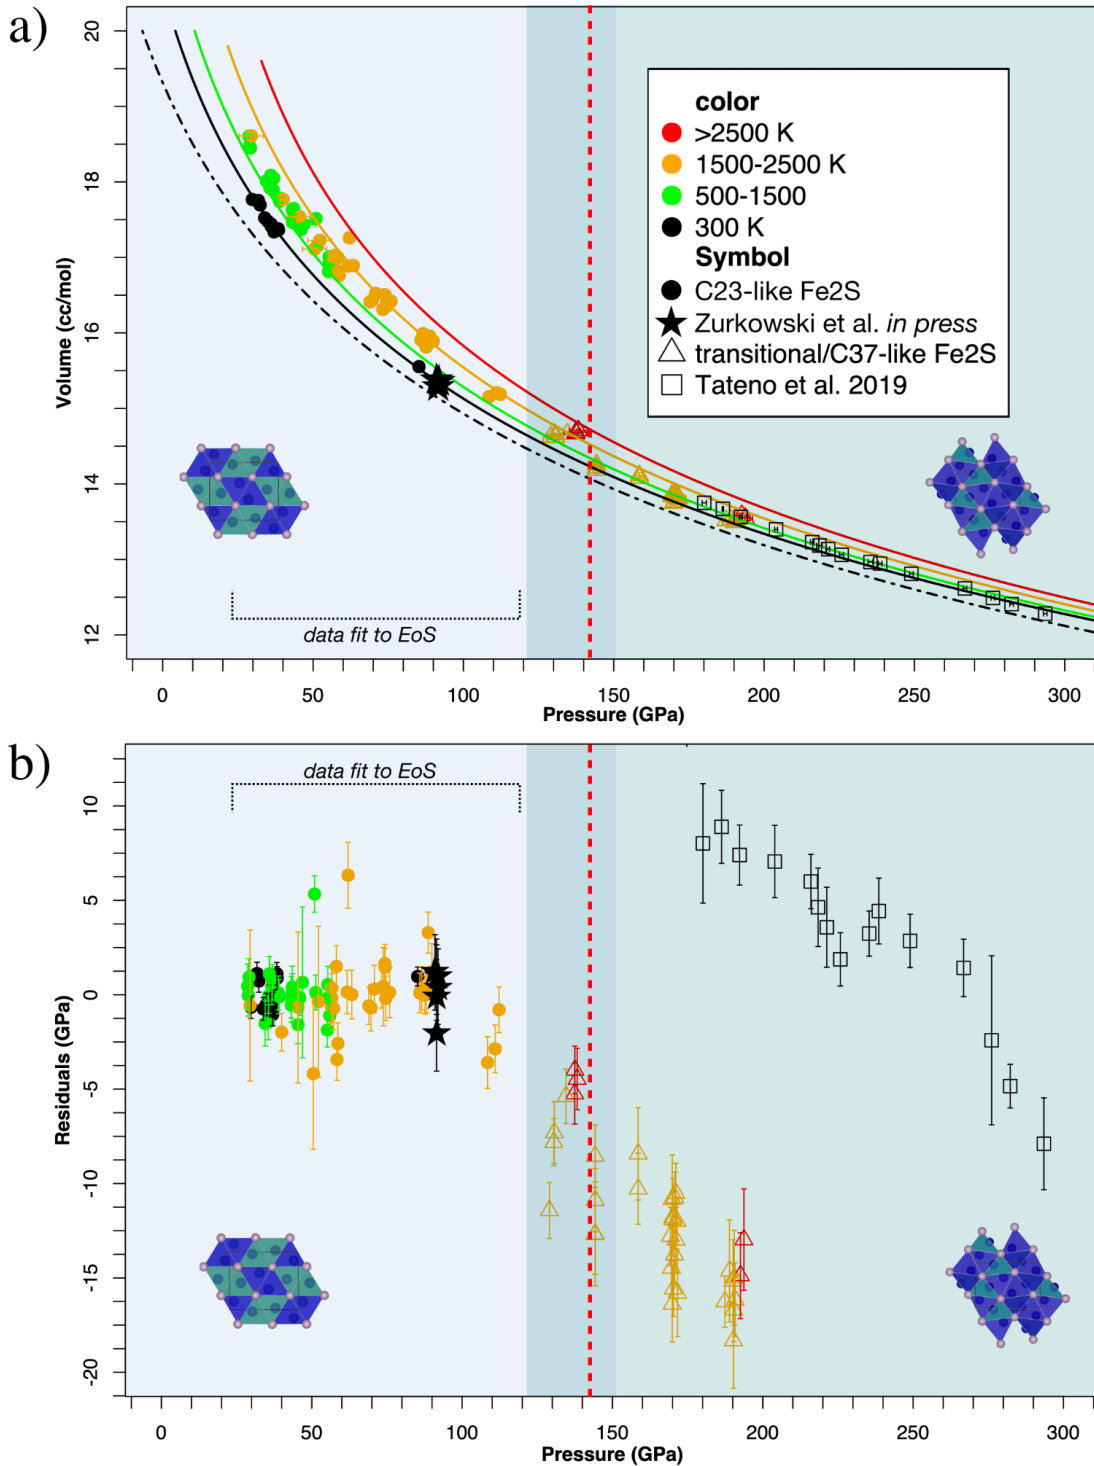 a)
20
18
16
14
12
Volume (cc/mol)
color
>2500 K
1500-2500 K
500-1500
300 K
Symbol
C23-like Fe2S
Zurkowski et al. in press
transitional/C37-like Fe2S
Tateno et al. 2019
data fit to EoS
0 50 100 150 200 250 300
Pressure (GPa)
b)
data fit to EoS
10
5
0
-5
-10
-15
-20
Residuals (GPa)
0 50 100 150 200 250 300
Pressure (GPa)